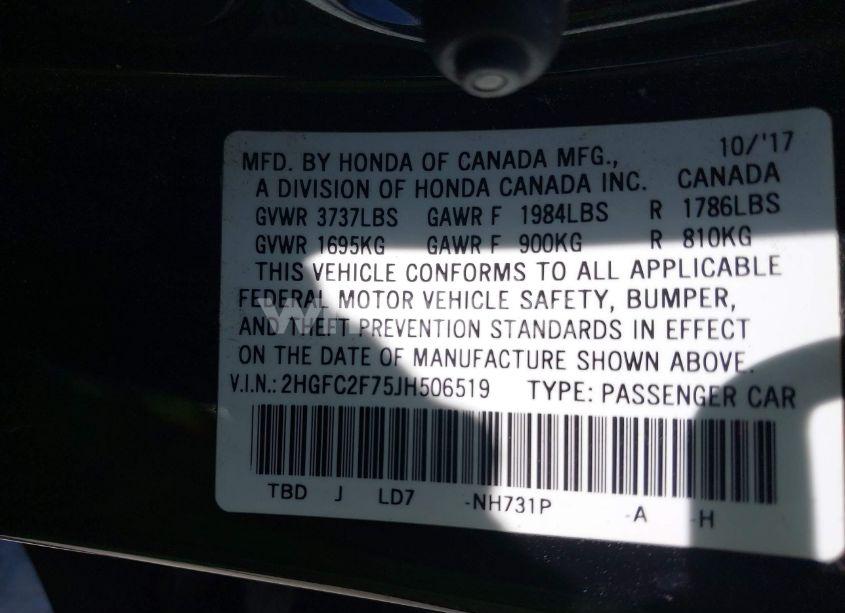 10/'17
MFD. BY HONDA OF CANADA MFG.,
A DIVISION OF HONDA CANADA INC. CANADA
GVWR 3737LBS GAWR F 1984LBS R 1786LBS
GVWR 1695KG GAWR F 900KG R 810KG
THIS VEHICLE CONFORMS TO ALL APPLICABLE
FEDERAL MOTOR VEHICLE SAFETY, BUMPER,
AND THEFT PREVENTION STANDARDS IN EFFECT
ON THE DATE OF MANUFACTURE SHOWN ABOVE.
V.I.N.: 2HGFC2F75JH506519 TYPE: PASSENGER CAR
TBD J LD7 -NH731P -A -H